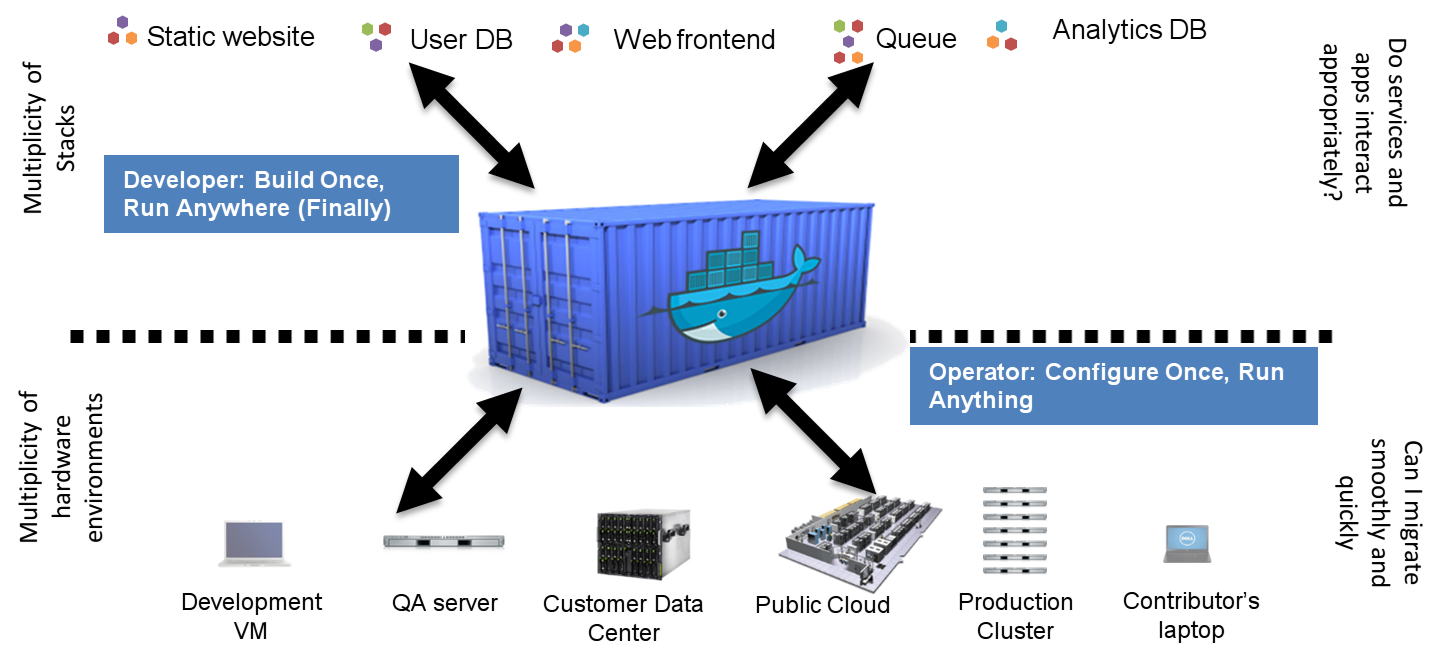 Static website
User DB
Web frontend
Queue
Analytics DB
Multiplicity of
Stacks
Do services and
apps interact
appropriately?
Developer: Build Once,
Run Anywhere (Finally)
Operator: Configure Once, Run
Anything
Multiplicity of
hardware
environments
Can I migrate
smoothly and
quickly
DELL
Development
VM
QA server
Customer Data
Center
Public Cloud
Production
Cluster
Contributor’s
laptop